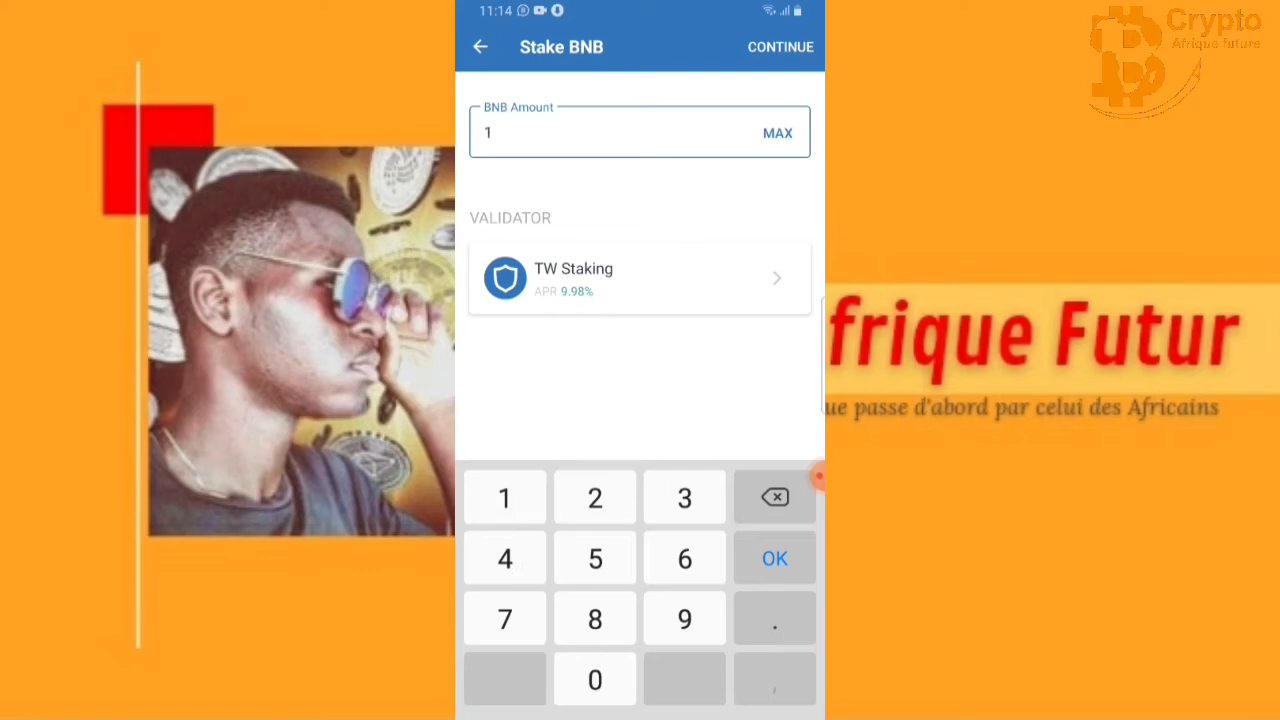 11:14
Stake BNB
CONTINUE
BNB Amount
1
MAX
VALIDATOR
TW Staking
APR 9.98%
1 2 3
4 5 6 OK
7 8 9 .
0 ,
Crypto
Afrique future
frique Futur
ue passe d'abord par celui des Africains